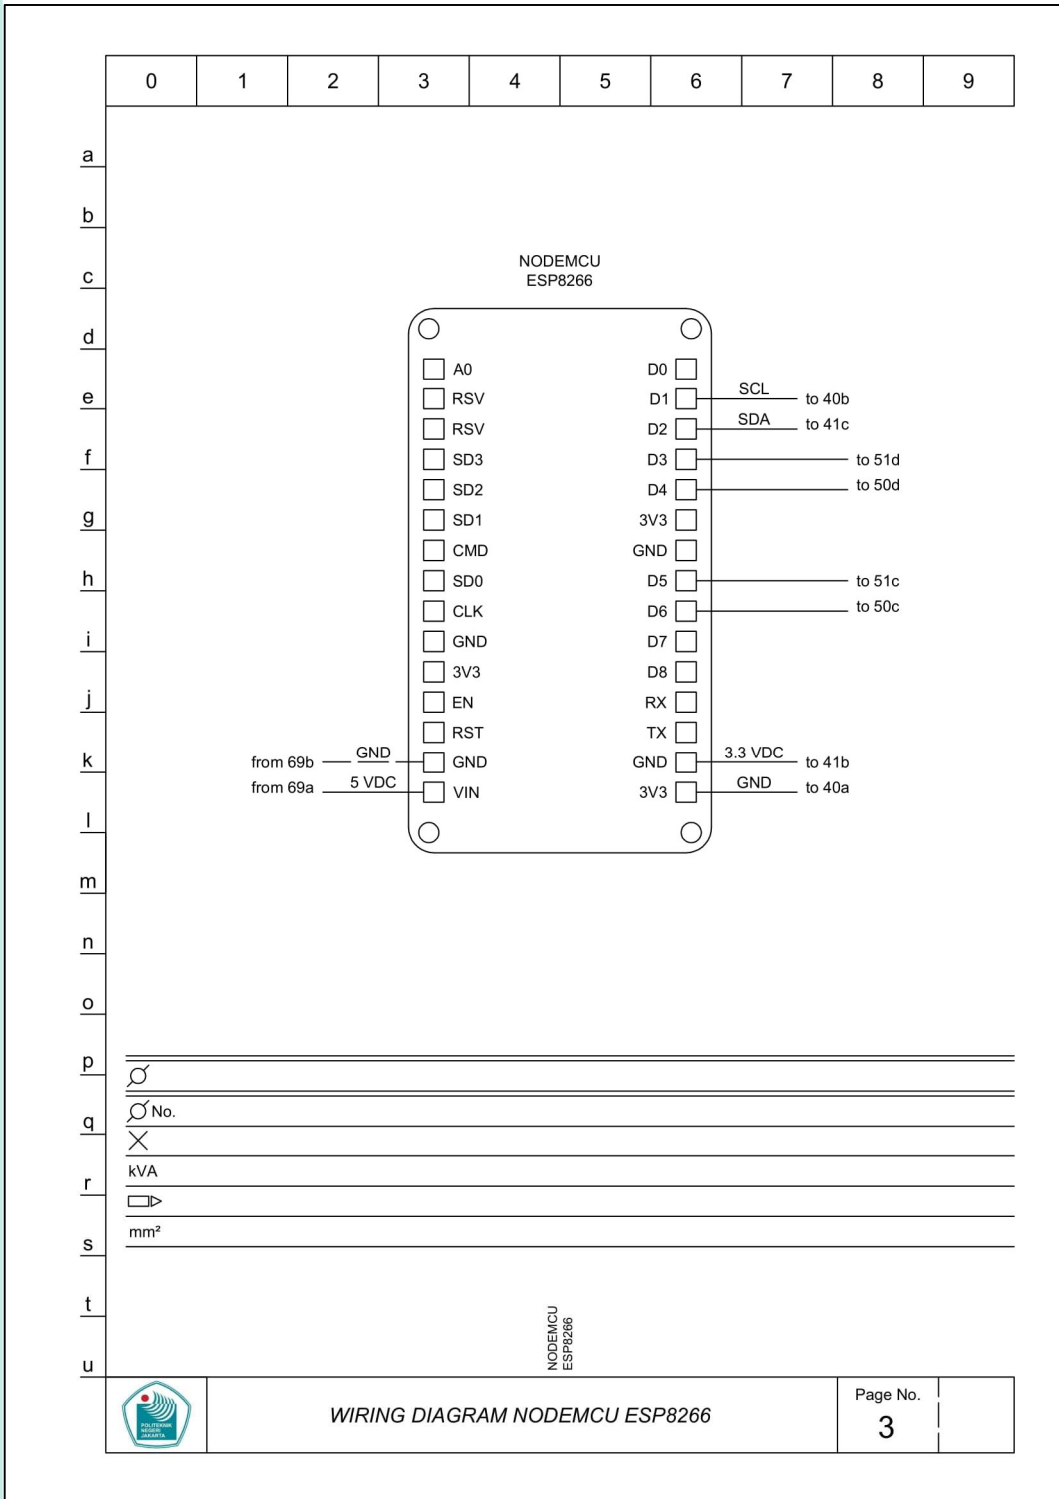 0 1 2 3 4 5 6 7 8 9
a
b
c
NODEMCU
ESP8266
d
A0 D0
e
RSV D1 SCL to 40b
RSV D2 SDA to 41c
f
SD3 D3 to 51d
SD2 D4 to 50d
g
SD1 3V3
CMD GND
h
SD0 D5 to 51c
CLK D6 to 50c
i
GND D7
3V3 D8
j
EN RX
RST TX
k
from 69b GND GND GND 3.3 VDC to 41b
from 69a 5 VDC VIN 3V3 GND to 40a
l
m
n
o
p
q
No.
r
kVA
s
mm²
t
NODEMCU
ESP8266
u
POLITEKNIK
NEGERI
JAKARTA
WIRING DIAGRAM NODEMCU ESP8266
Page No.
3